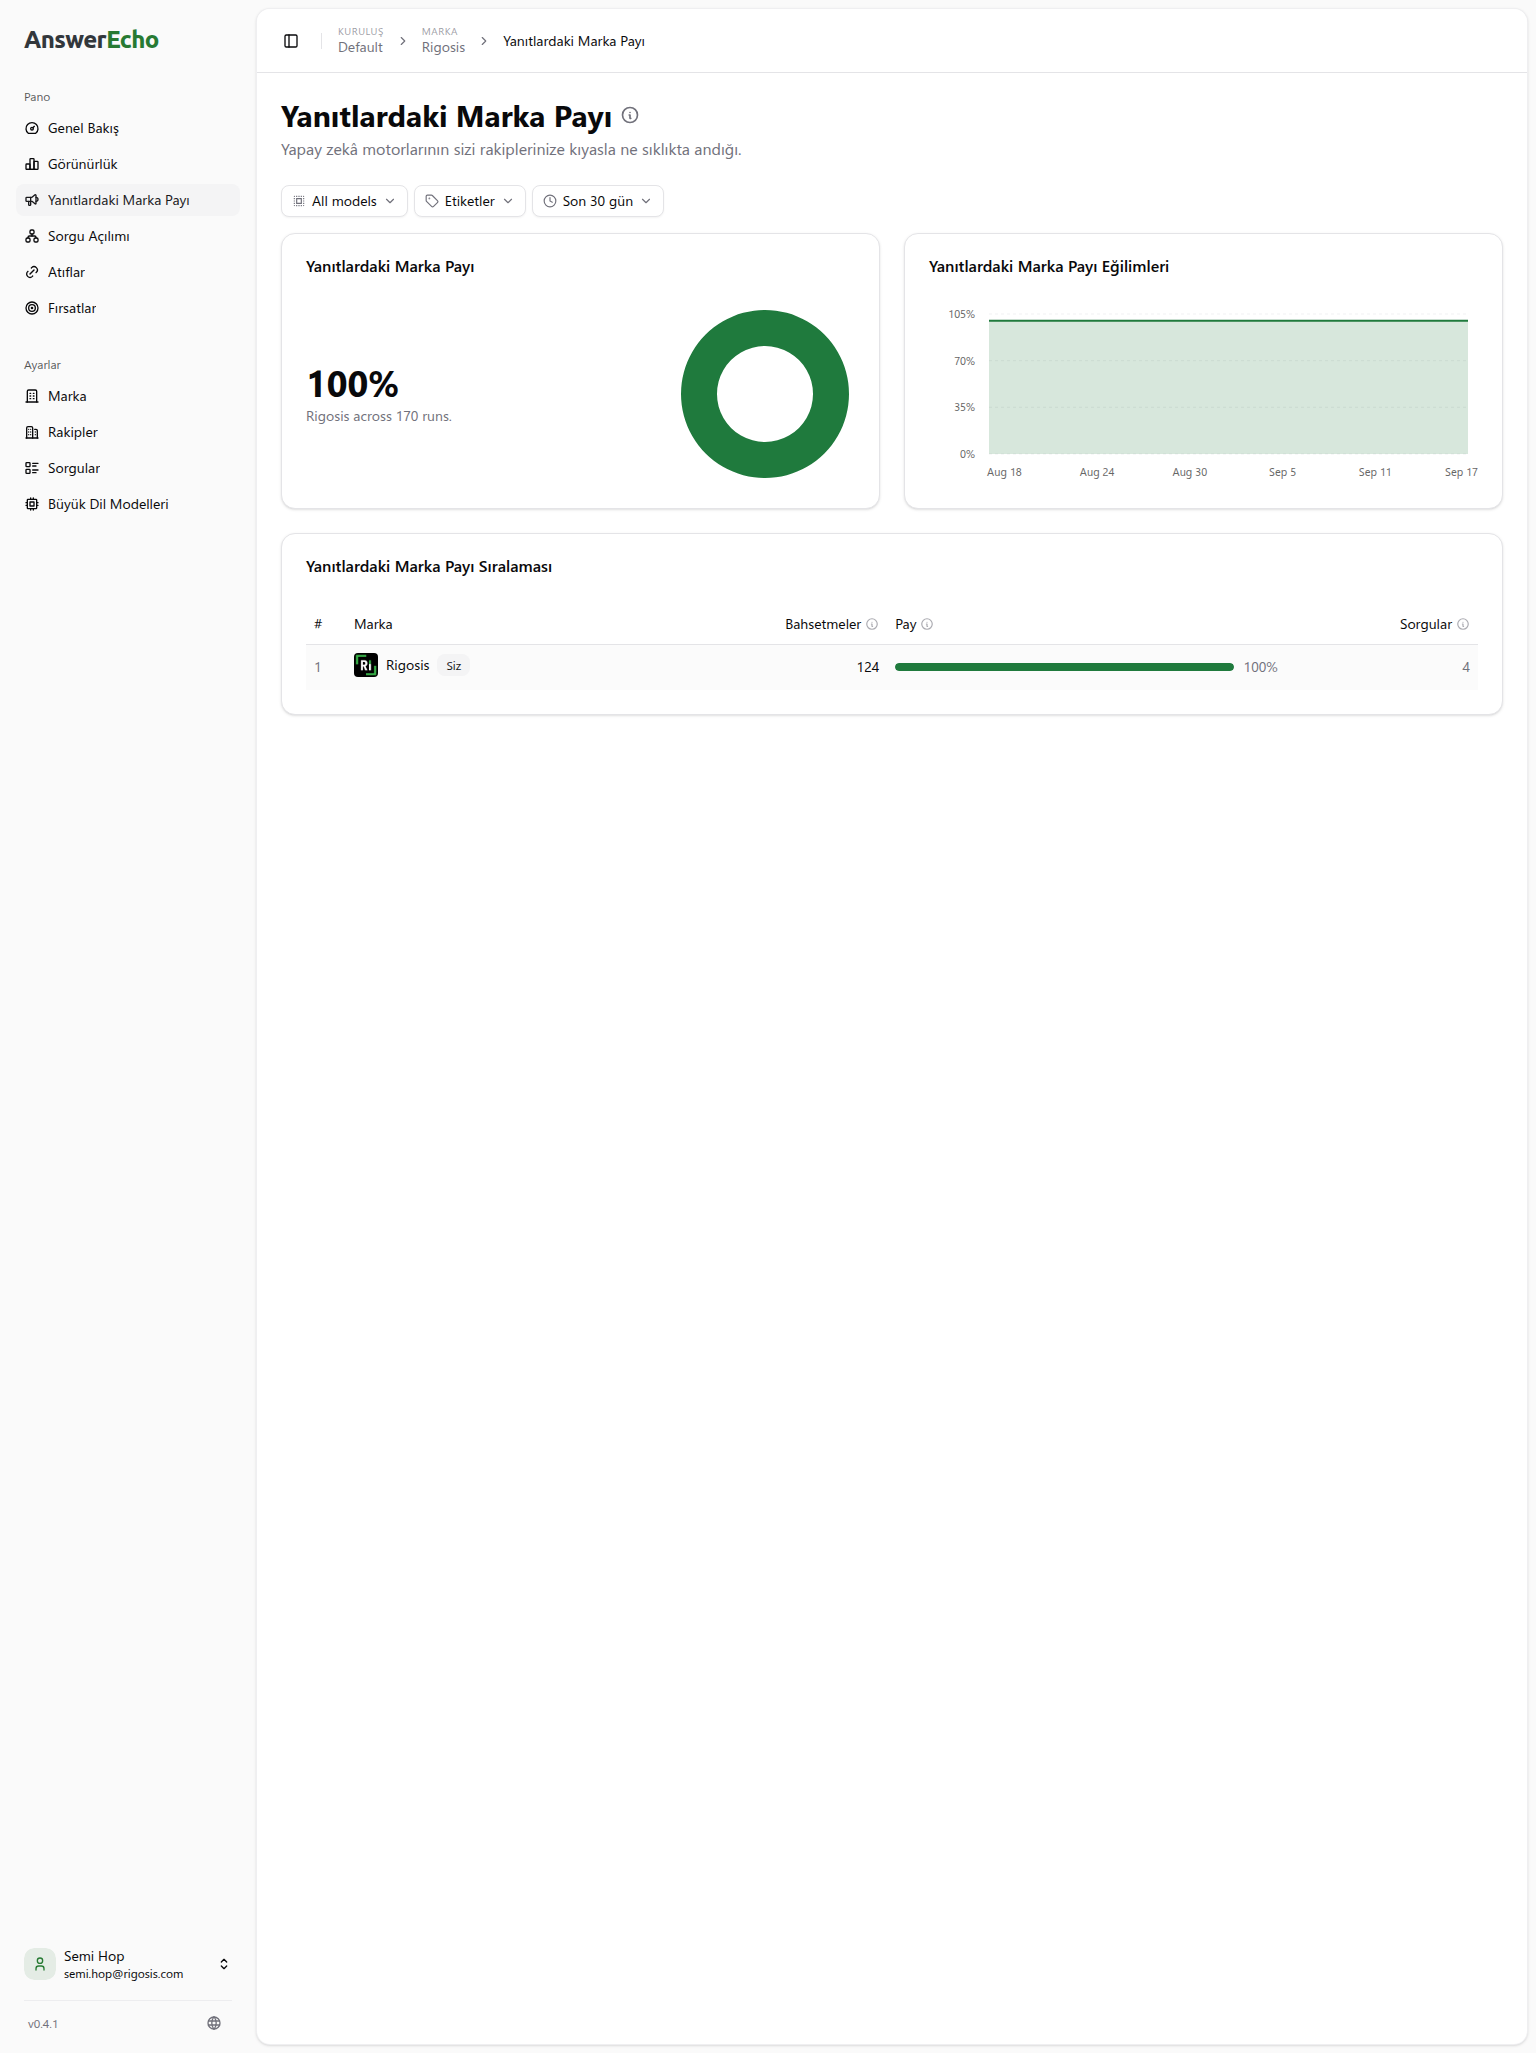 AnswerEcho
Pano
Genel Bakış
Görünürlük
Yanıtlardaki Marka Payı
Sorgu Açılımı
Atıflar
Fırsatlar
Ayarlar
Marka
Rakipler
Sorgular
Büyük Dil Modelleri
KURULUŞ
Default
MARKA
Rigosis
Yanıtlardaki Marka Payı
Yanıtlardaki Marka Payı
Yapay zekâ motorlarının sizi rakiplerinize kıyasla ne sıklıkta andığı.
All models
Etiketler
Son 30 gün
Yanıtlardaki Marka Payı
100%
Rigosis across 170 runs.
Yanıtlardaki Marka Payı Eğilimleri
105%
70%
35%
0%
Aug 18 Aug 24 Aug 30 Sep 5 Sep 11 Sep 17
Yanıtlardaki Marka Payı Sıralaması
# Marka Bahsetmeler Pay Sorgular
1 Ri Rigosis Siz 124 100% 4
Semi Hop
semi.hop@rigosis.com
v0.4.1